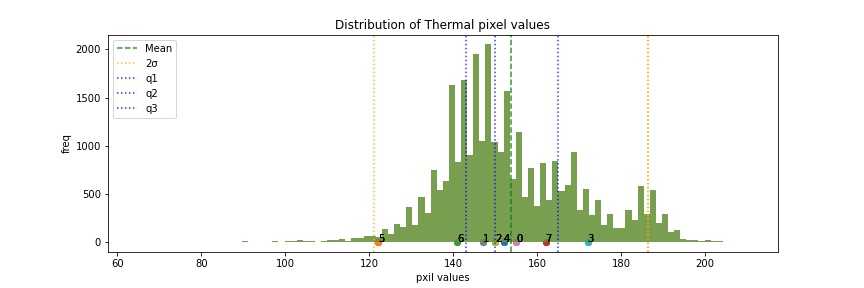 Distribution of Thermal pixel values
Mean
2σ
q1
q2
q3
freq
2000
1500
1000
500
0
5 6 1 2 4 0 7 3
60 80 100 120 140 160 180 200
pxil values